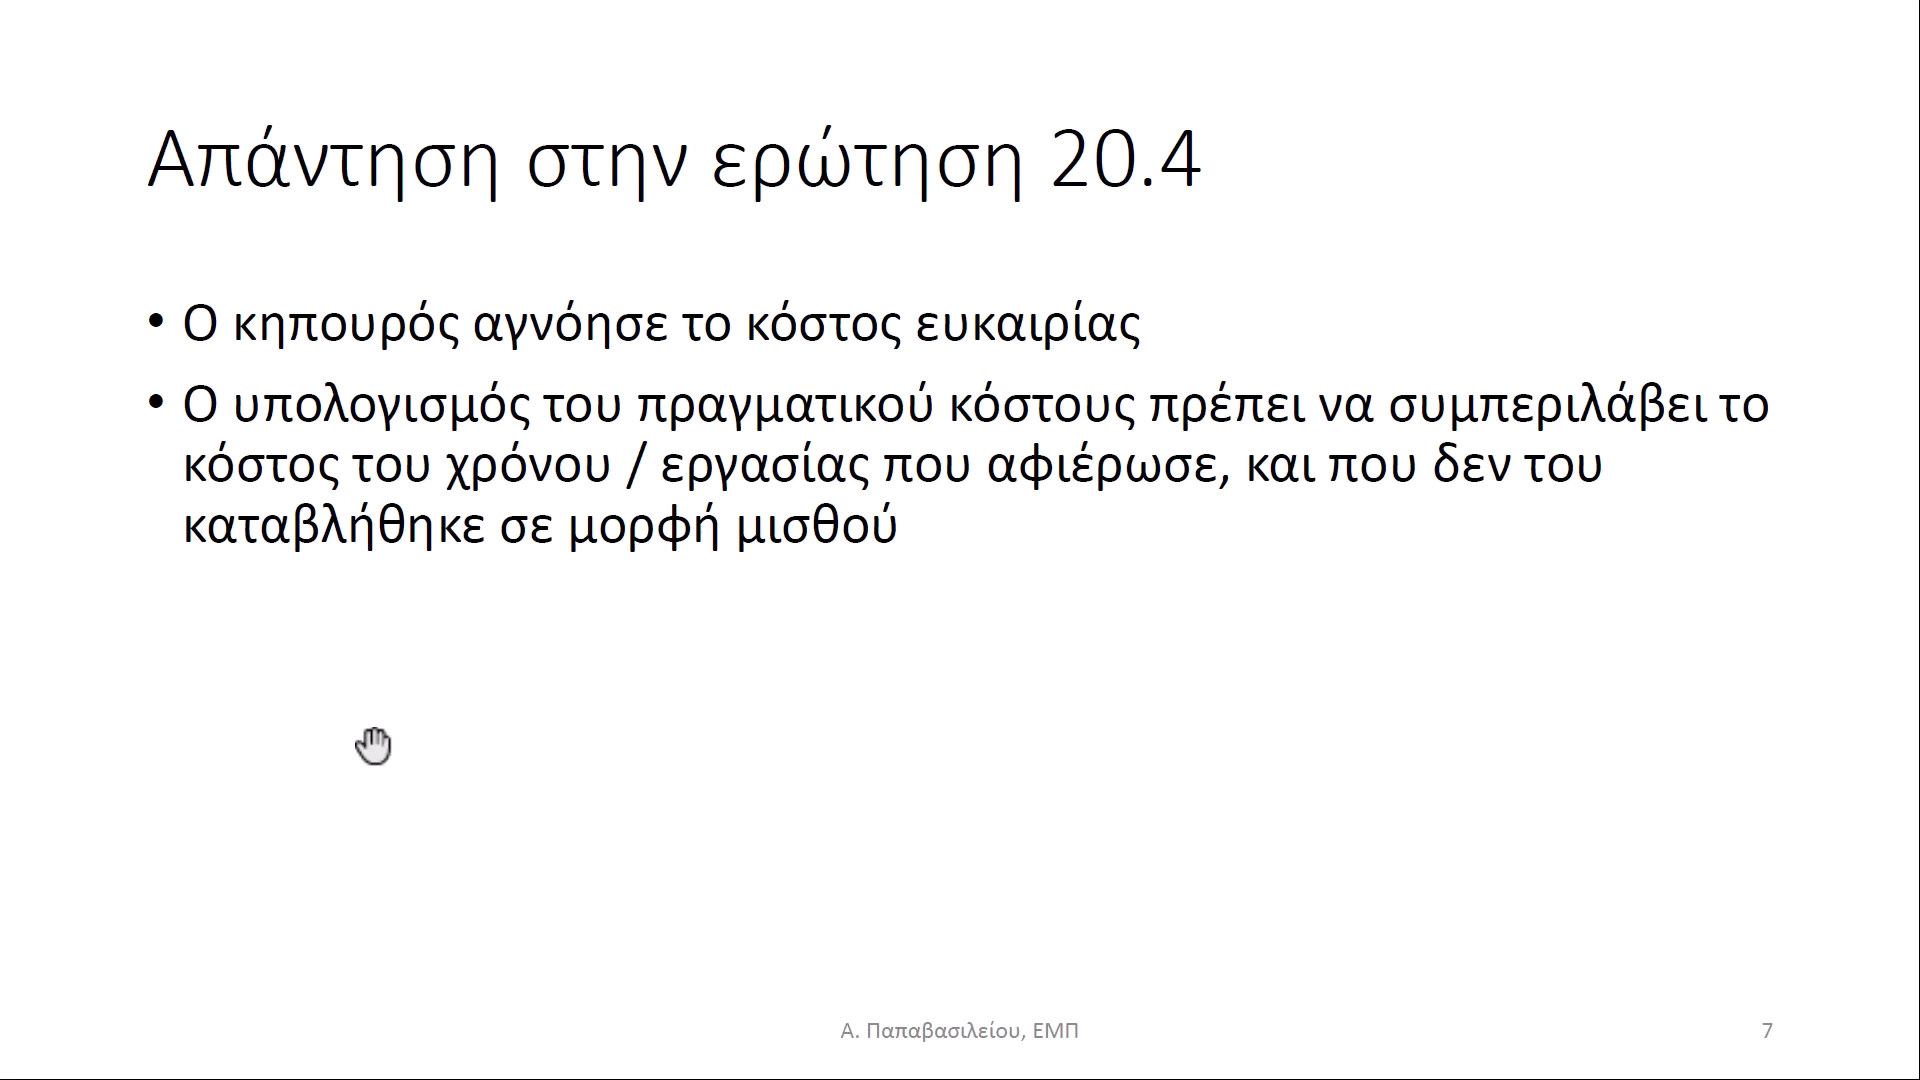 Απάντηση στην ερώτηση 20.4
• Ο κηπουρός αγνόησε το κόστος ευκαιρίας
• Ο υπολογισμός του πραγματικού κόστους πρέπει να συμπεριλάβει το
κόστος του χρόνου / εργασίας που αφιέρωσε, και που δεν του
καταβλήθηκε σε μορφή μισθού
Α. Παπαβασιλείου, ΕΜΠ
7